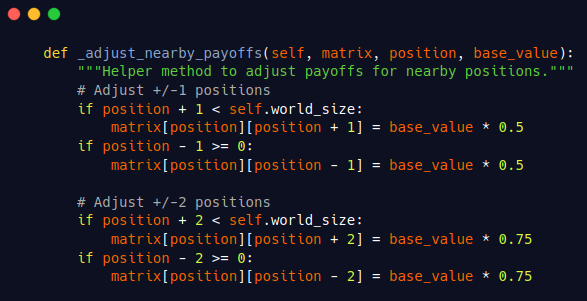 def _adjust_nearby_payoffs(self, matrix, position, base_value):
    """Helper method to adjust payoffs for nearby positions."""
    # Adjust +/-1 positions
    if position + 1 < self.world_size:
        matrix[position][position + 1] = base_value * 0.5
    if position - 1 >= 0:
        matrix[position][position - 1] = base_value * 0.5

    # Adjust +/-2 positions
    if position + 2 < self.world_size:
        matrix[position][position + 2] = base_value * 0.75
    if position - 2 >= 0:
        matrix[position][position - 2] = base_value * 0.75